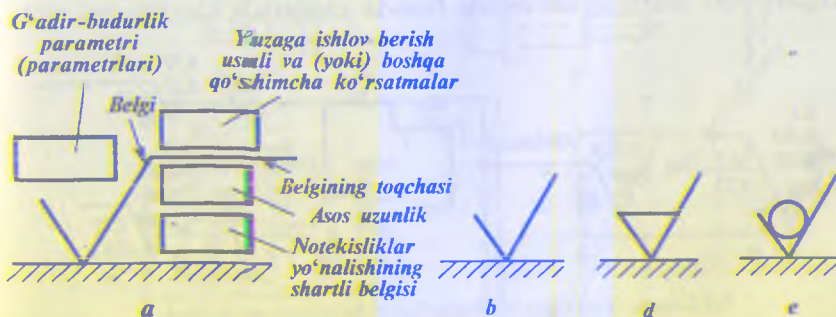 G‘adir-budurlik
parametri
(parametrlari)
Yuzaga ishlov berish
usuli va (yoki) boshqa
qo‘shimcha ko‘rsatmalar
Belgi
Belgining toqchasi
Asos uzunlik
Notekisliklar
yo‘nalishining
shartli belgisi
a
b
d
e